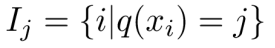 I_j = {i|q(x_i) = j}